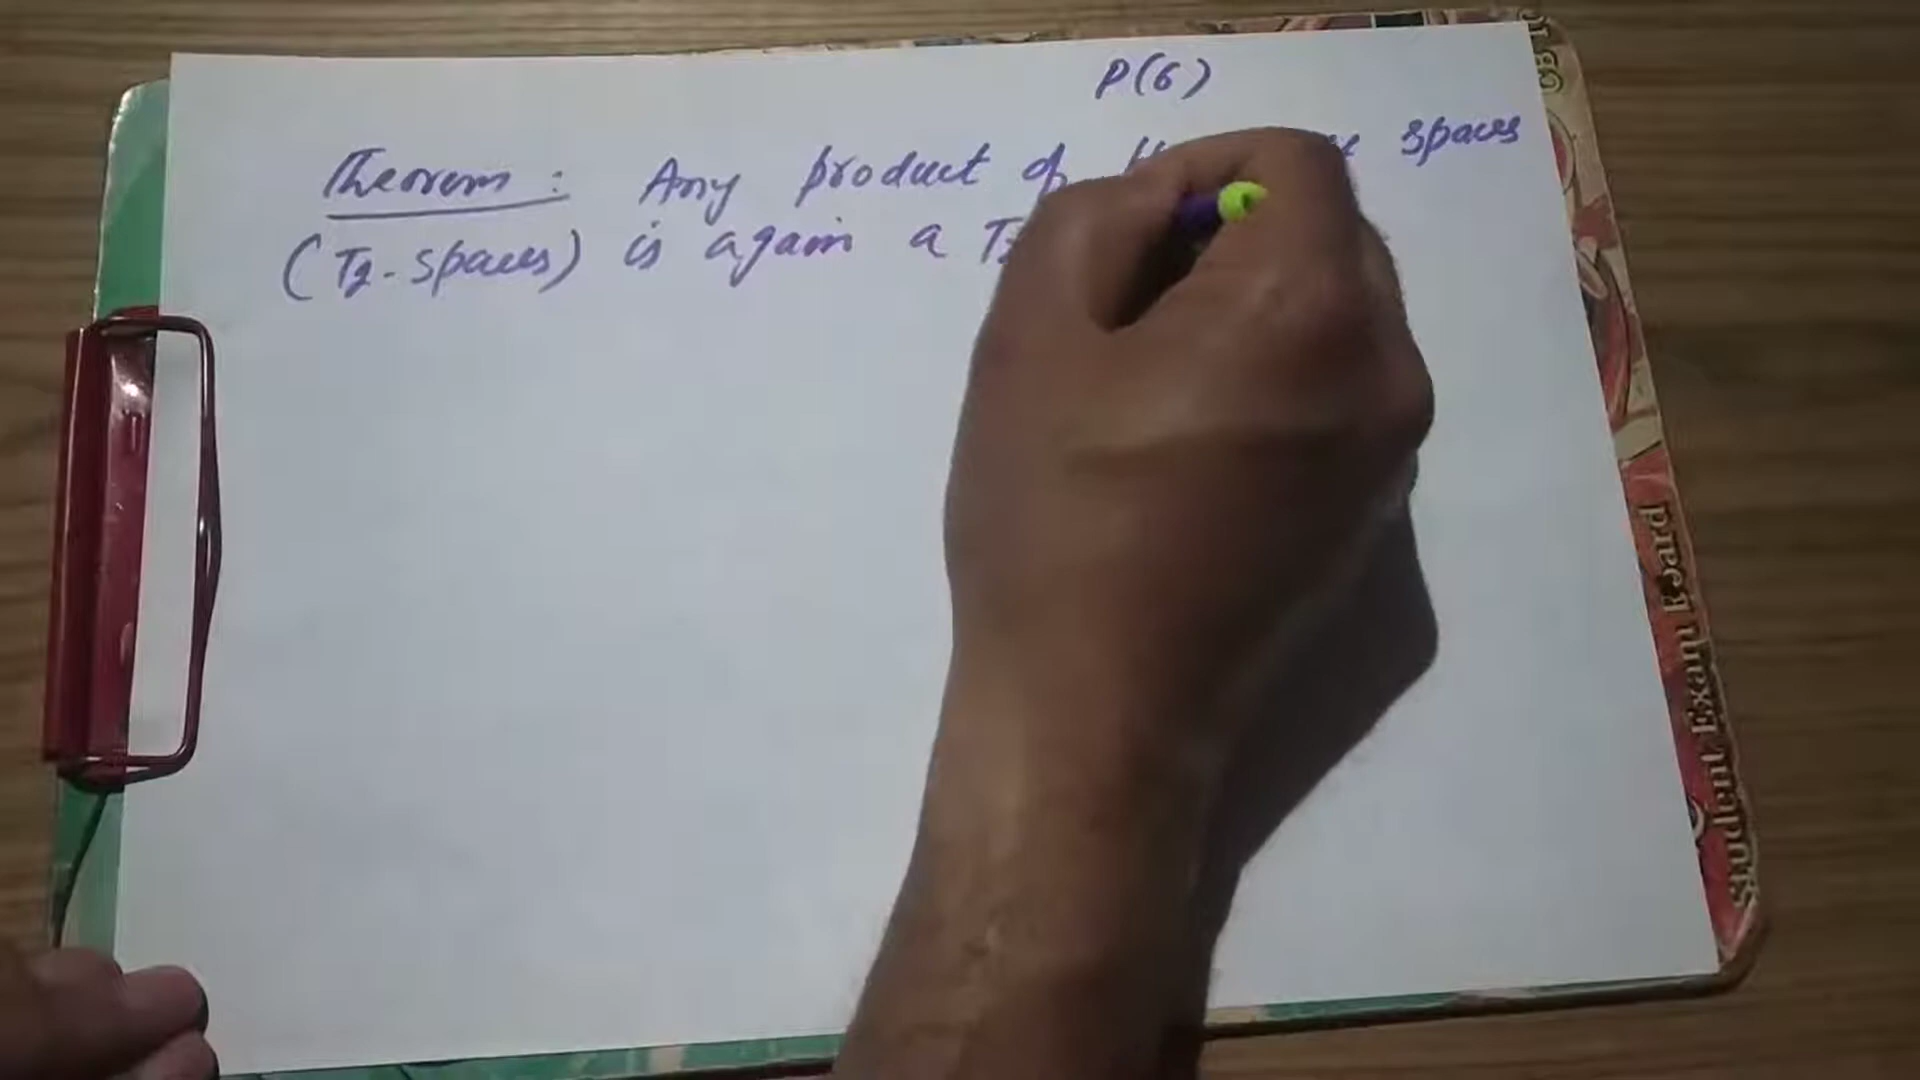 P(6)
Theorem : Any product of spaces
(T2 - spaces) is again a
Student Exam Board